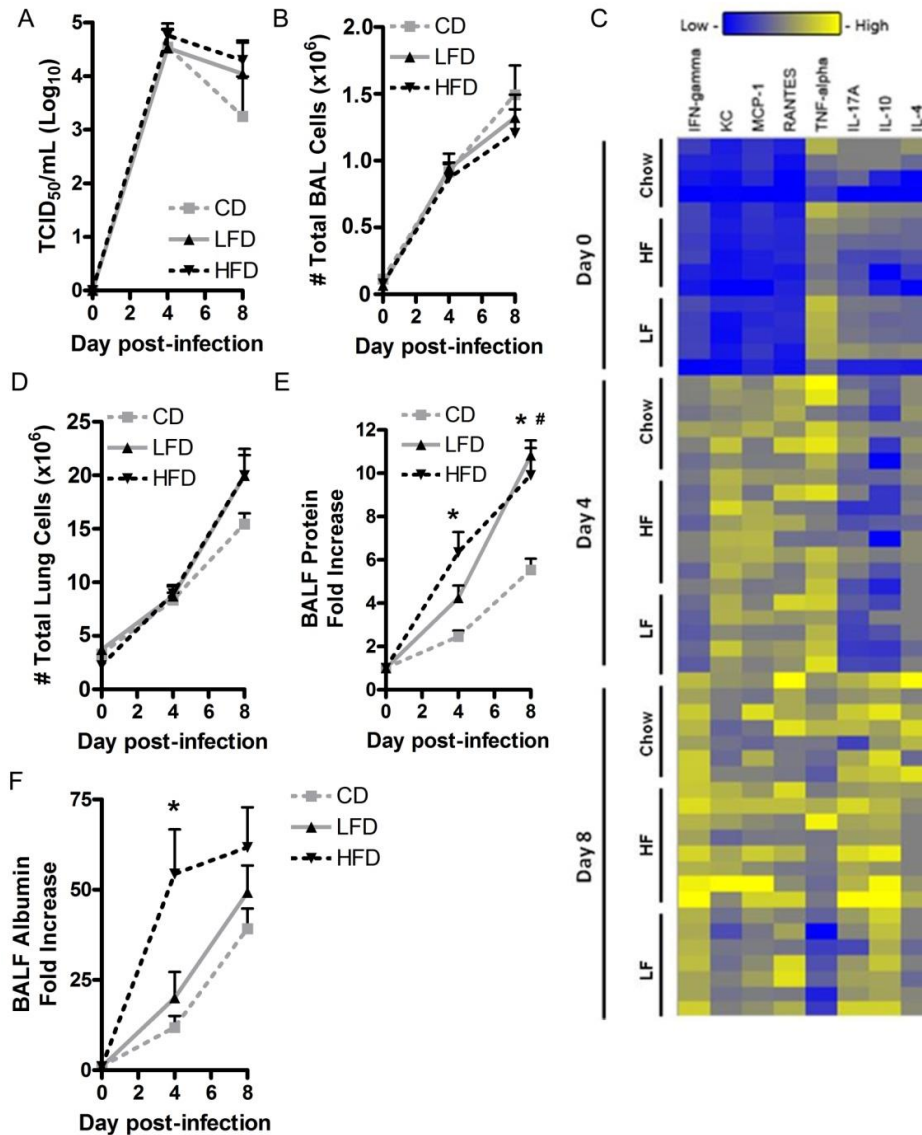 A
TCID50/mL (Log10)
5
4
3
2
1
0
0 2 4 6 8
Day post-infection
CD
LFD
HFD
B
# Total BAL Cells (x10^6)
2.0
1.5
1.0
0.5
0.0
0 2 4 6 8
Day post-infection
CD
LFD
HFD
C
Low - - High
IFN-gamma
KC
MCP-1
RANTES
TNF-alpha
IL-17A
IL-10
IL-4
Day 0
Chow
HF
LF
Day 4
Chow
HF
LF
Day 8
Chow
HF
LF
D
# Total Lung Cells (x10^6)
25
20
15
10
5
0
0 2 4 6 8
Day post-infection
CD
LFD
HFD
E
BALF Protein
Fold Increase
12
10
8
6
4
2
0
0 2 4 6 8
Day post-infection
CD
LFD
HFD
*
* #
F
BALF Albumin
Fold Increase
75
50
25
0
0 2 4 6 8
Day post-infection
*
CD
LFD
HFD